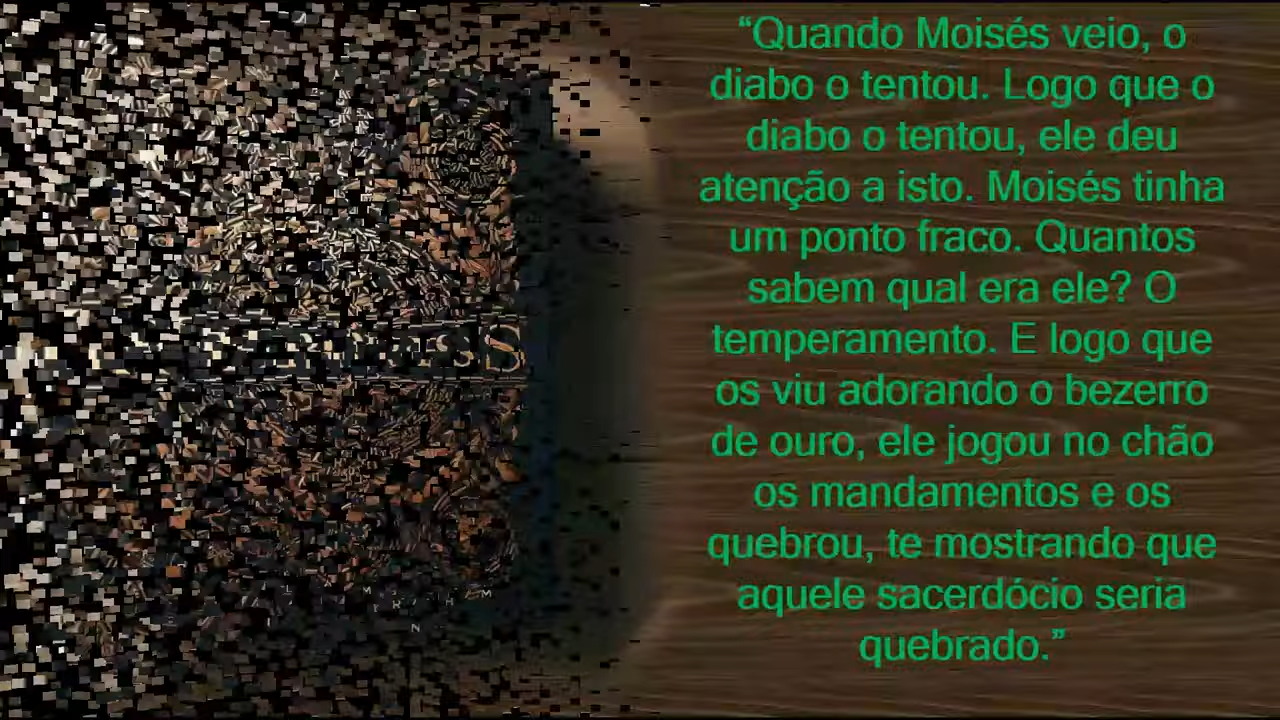 “Quando Moisés veio, o
diabo o tentou. Logo que o
diabo o tentou, ele deu
atenção a isto. Moisés tinha
um ponto fraco. Quantos
sabem qual era ele? O
temperamento. E logo que
os viu adorando o bezerro
de ouro, ele jogou no chão
os mandamentos e os
quebrou, te mostrando que
aquele sacerdócio seria
quebrado.”